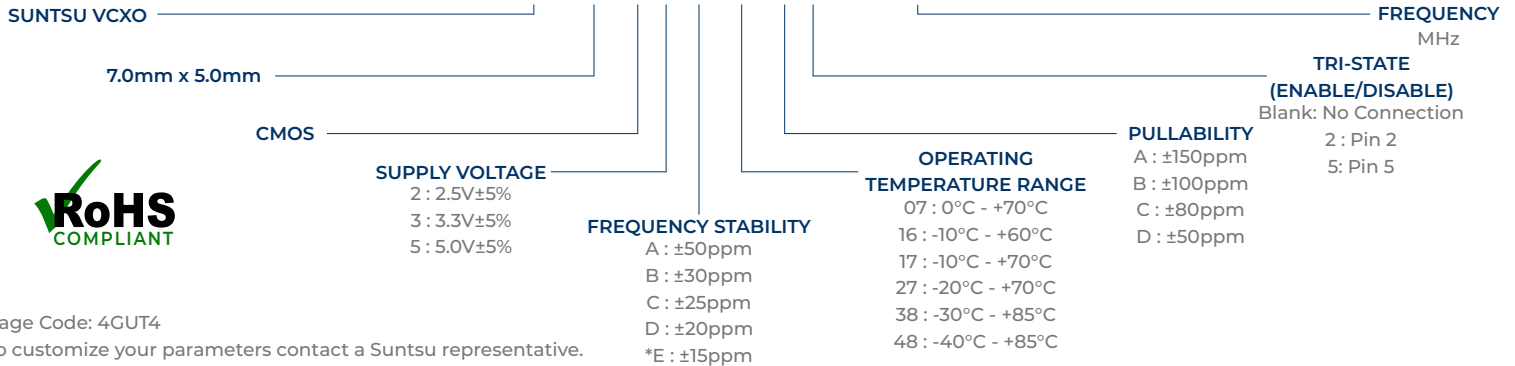 SUNTSU VCXO
FREQUENCY
MHz
7.0mm x 5.0mm
TRI-STATE
(ENABLE/DISABLE)
Blank: No Connection
2 : Pin 2
5: Pin 5
CMOS
PULLABILITY
A : ±150ppm
B : ±100ppm
C : ±80ppm
D : ±50ppm
SUPPLY VOLTAGE
2 : 2.5V±5%
3 : 3.3V±5%
5 : 5.0V±5%
OPERATING
TEMPERATURE RANGE
07 : 0°C - +70°C
16 : -10°C - +60°C
17 : -10°C - +70°C
27 : -20°C - +70°C
38 : -30°C - +85°C
48 : -40°C - +85°C
FREQUENCY STABILITY
A : ±50ppm
B : ±30ppm
C : ±25ppm
D : ±20ppm
*E : ±15ppm
RoHS
COMPLIANT
age Code: 4GUT4
o customize your parameters contact a Suntsu representative.